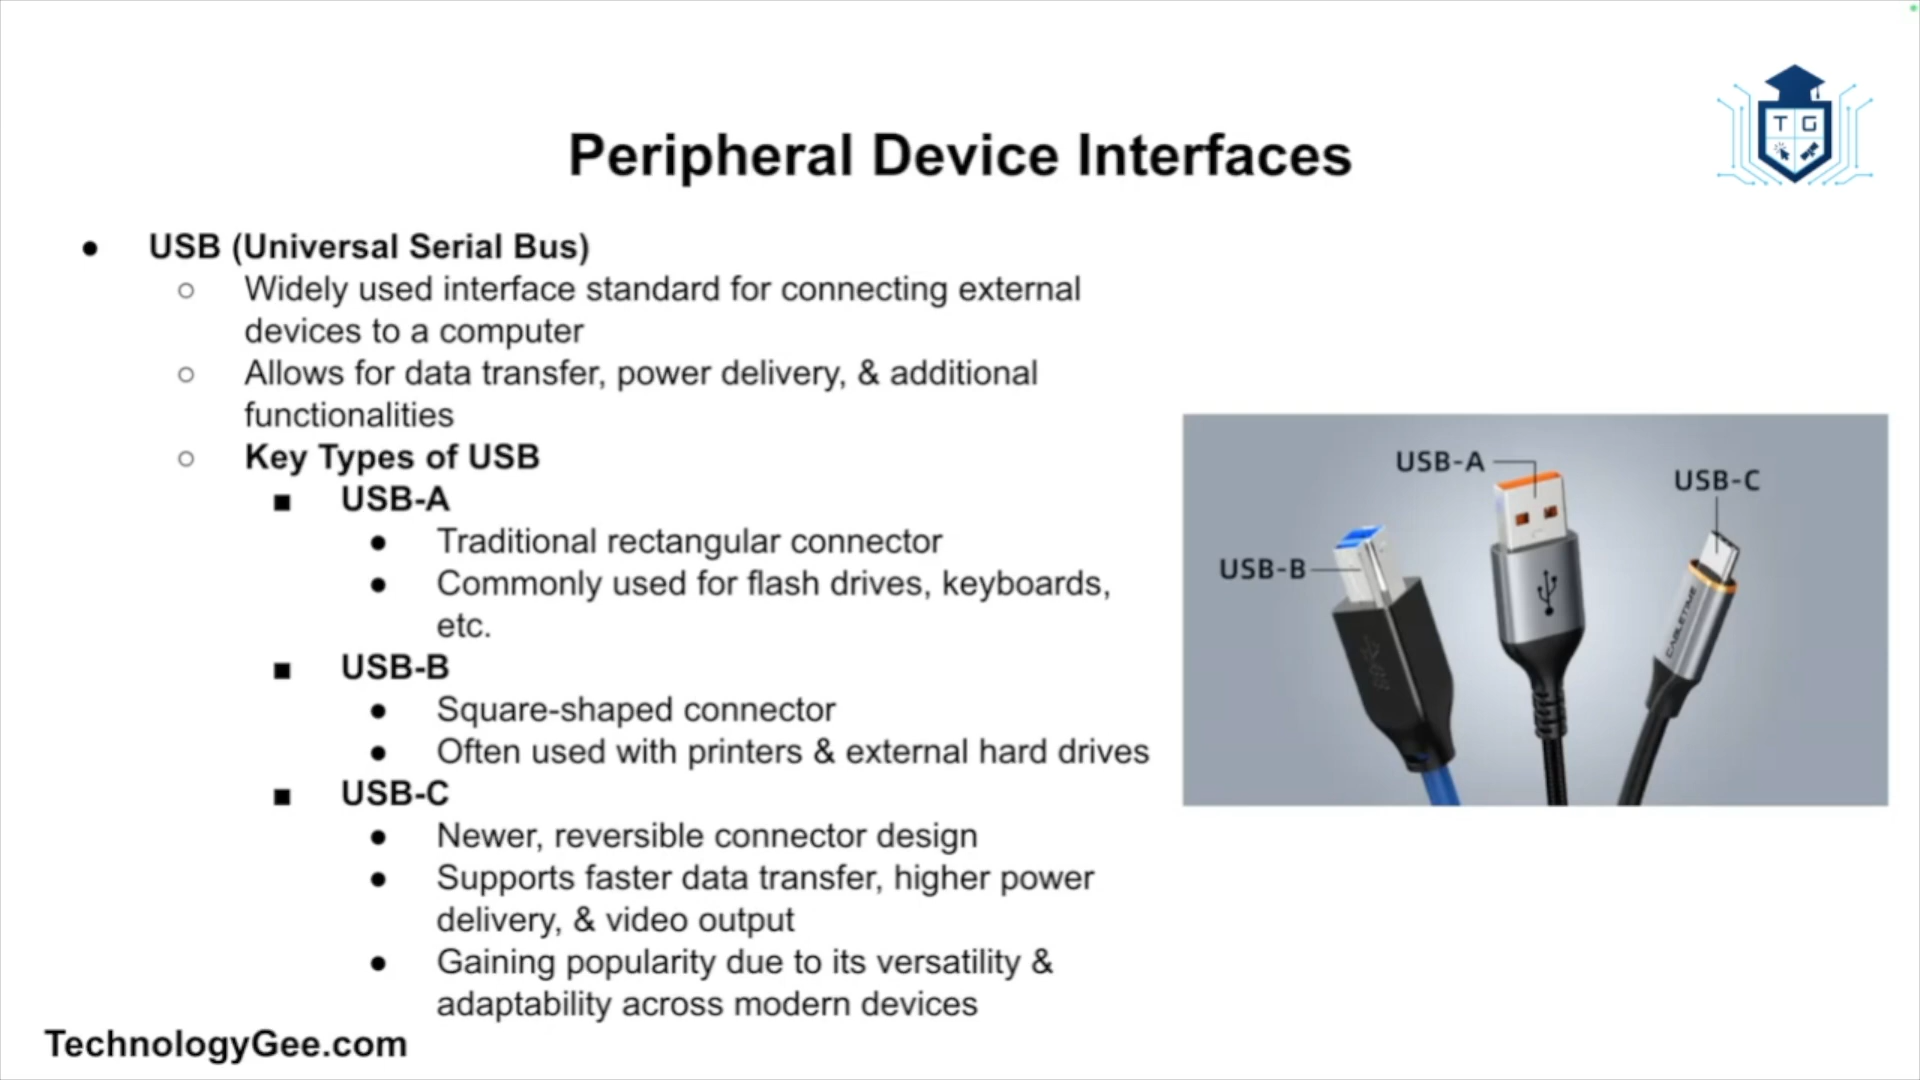 T G
Peripheral Device Interfaces
● USB (Universal Serial Bus)
○ Widely used interface standard for connecting external
devices to a computer
○ Allows for data transfer, power delivery, & additional
functionalities
○ Key Types of USB
■ USB-A
● Traditional rectangular connector
● Commonly used for flash drives, keyboards,
etc.
■ USB-B
● Square-shaped connector
● Often used with printers & external hard drives
■ USB-C
● Newer, reversible connector design
● Supports faster data transfer, higher power
delivery, & video output
● Gaining popularity due to its versatility &
adaptability across modern devices
USB-A
USB-C
USB-B
CABLETIME
TechnologyGee.com